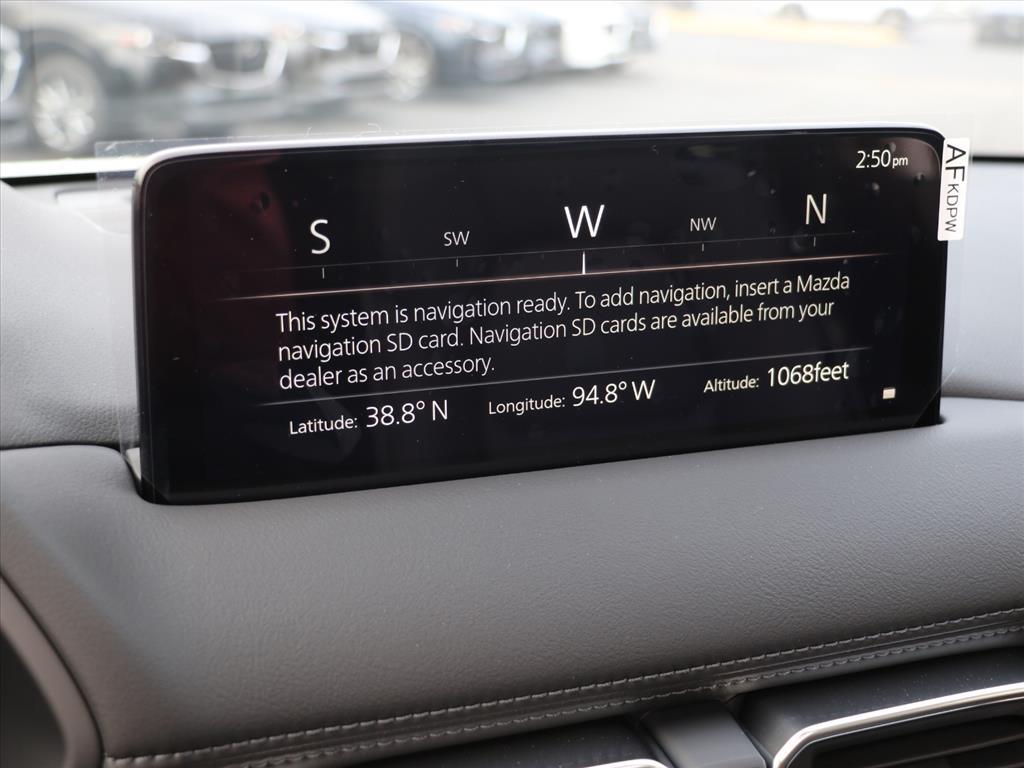 2:50pm
S SW W NW N
This system is navigation ready. To add navigation, insert a Mazda
navigation SD card. Navigation SD cards are available from your
dealer as an accessory.
Latitude: 38.8° N Longitude: 94.8° W Altitude: 1068feet
AF KDPW